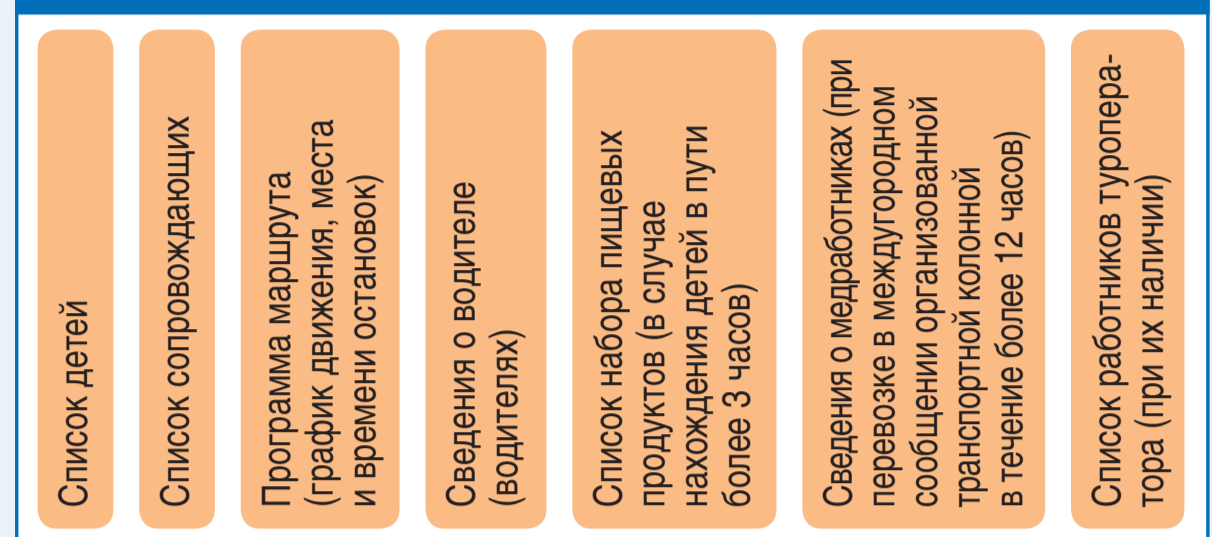 Список детей
Список сопровождающих
Программа маршрута
(график движения, места
и времени остановок)
Сведения о водителе
(водителях)
Список набора пищевых
продуктов (в случае
нахождения детей в пути
более 3 часов)
Сведения о медработниках (при
перевозке в междугородном
сообщении организованной
транспортной колонной
в течение более 12 часов)
Список работников туропера-
тора (при их наличии)